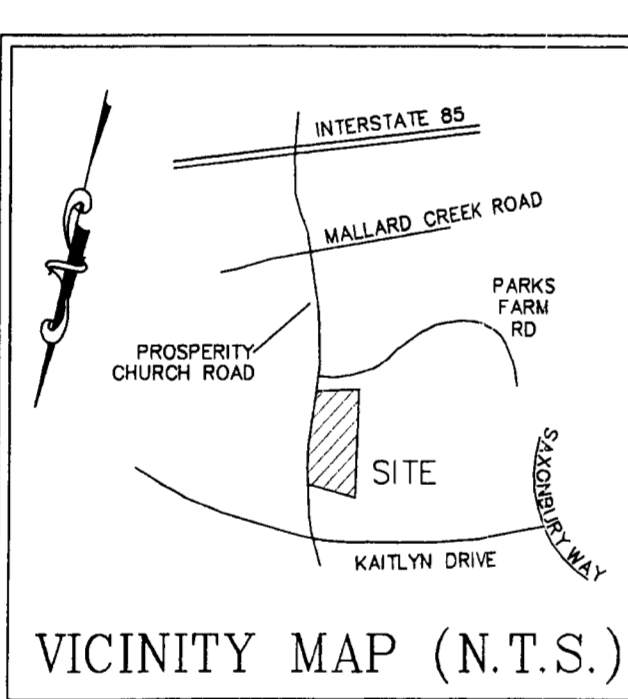 INTERSTATE 85
MALLARD CREEK ROAD
PARKS
FARM
RD
PROSPERITY
CHURCH ROAD
SITE
SAXONBURY WAY
KAITLYN DRIVE
VICINITY MAP (N.T.S.)